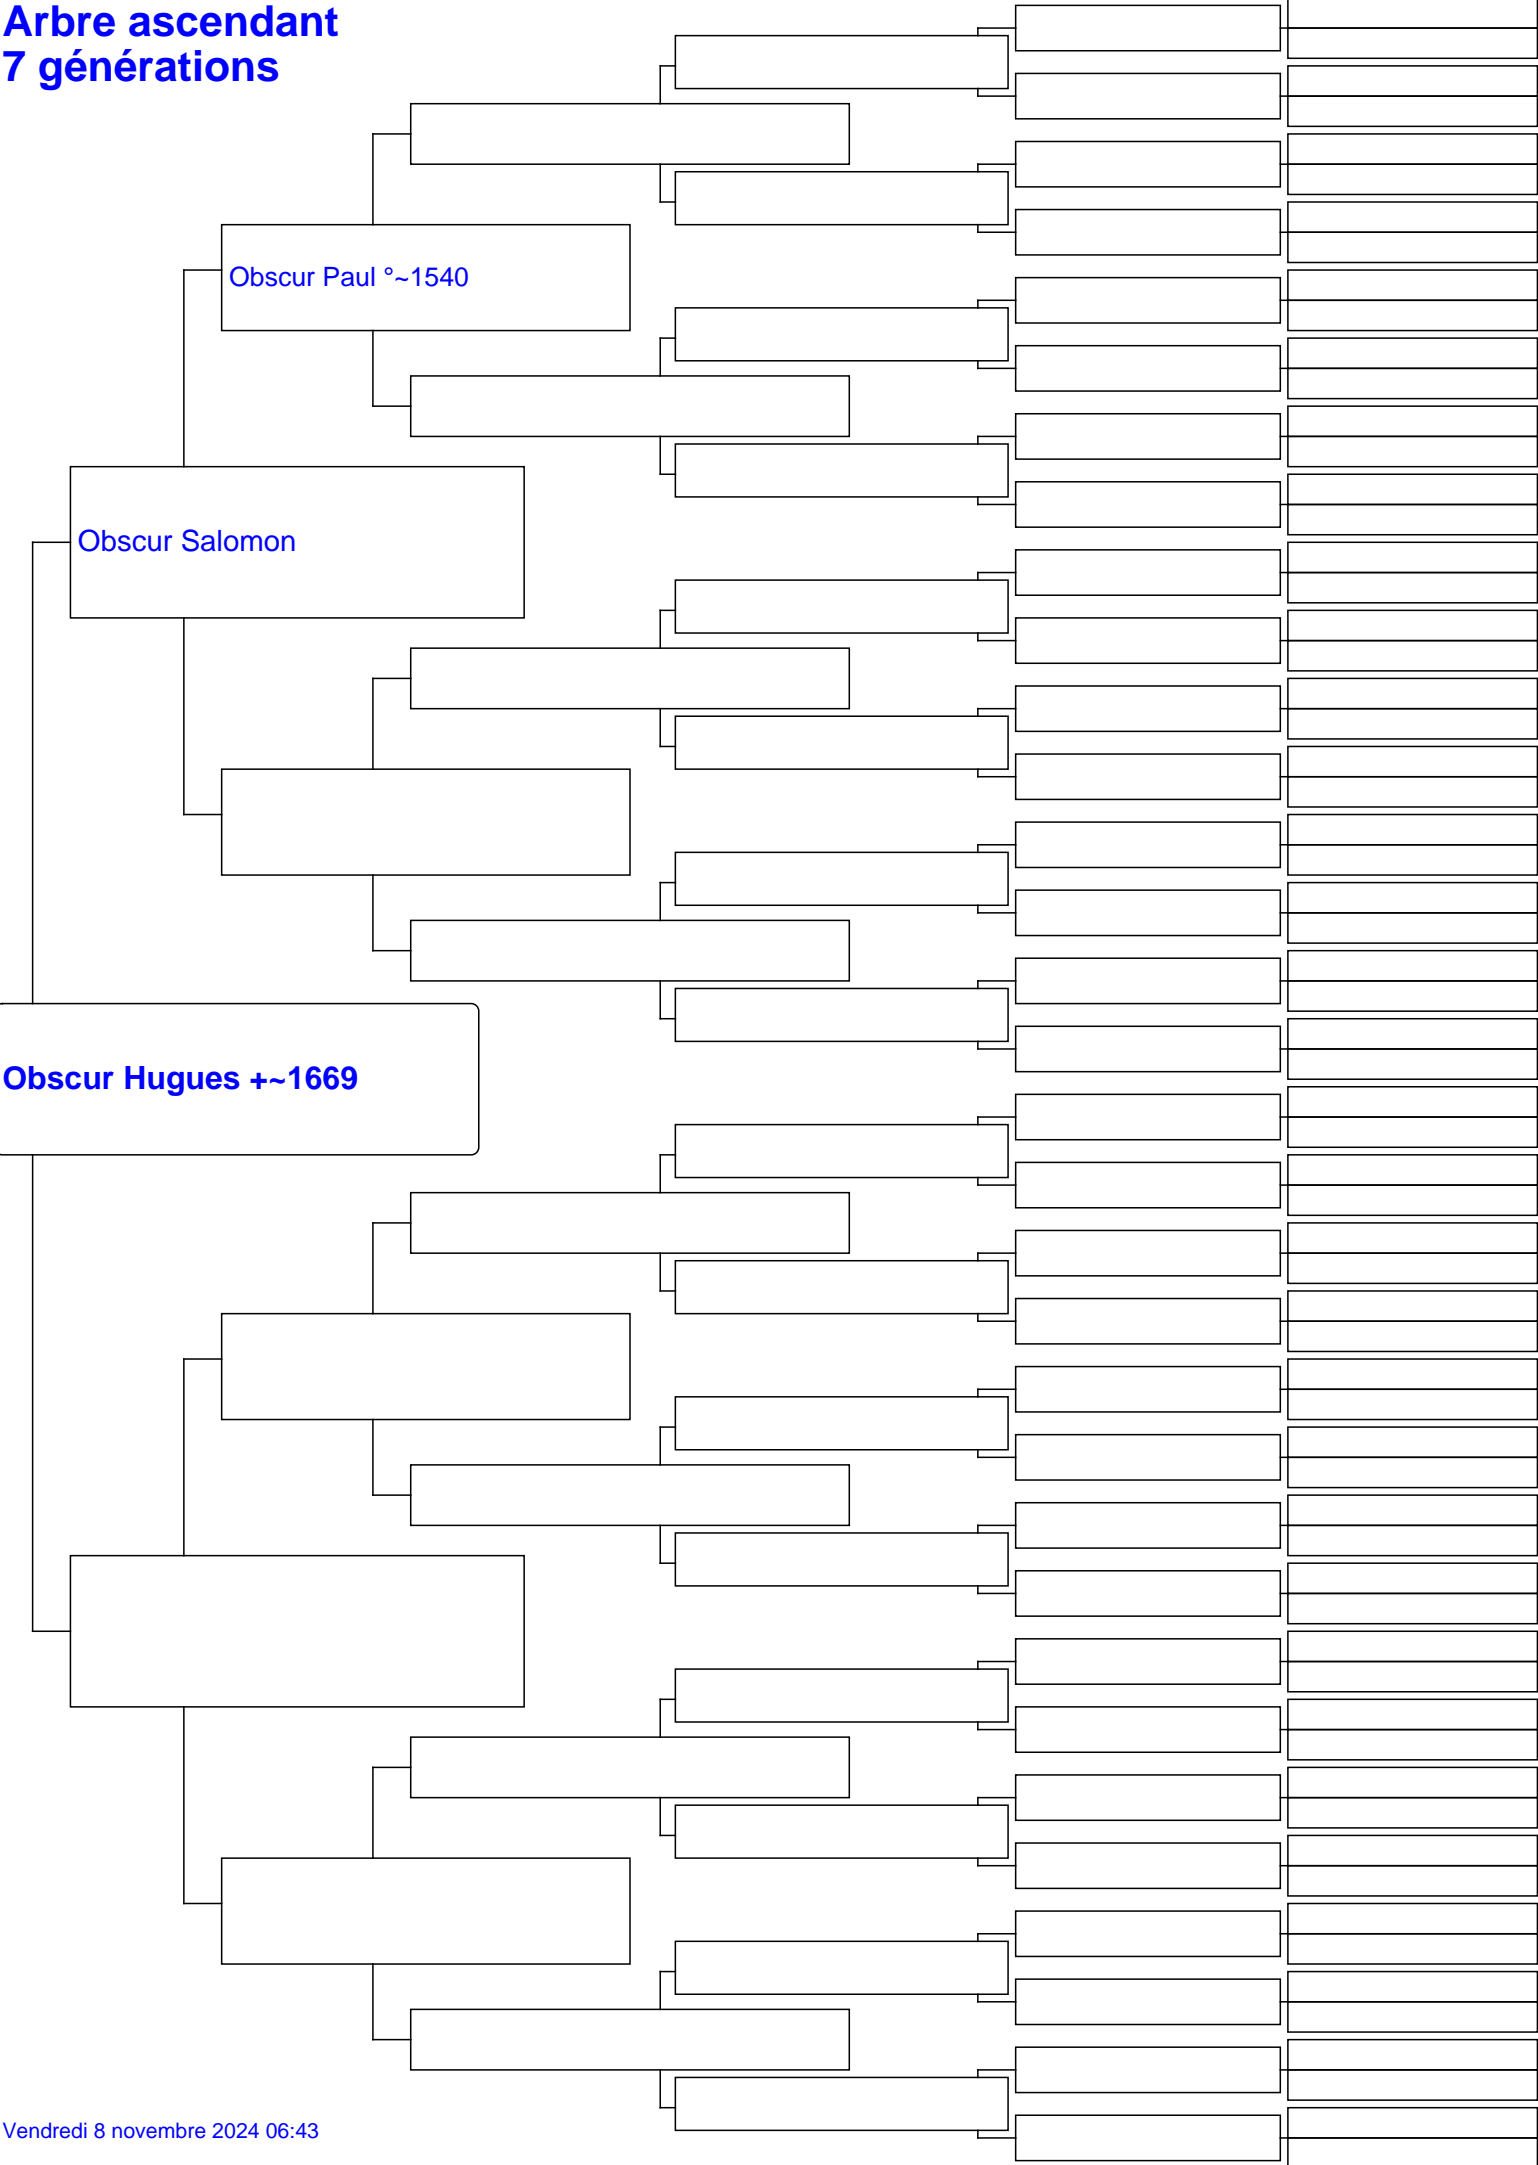 Arbre ascendant
7 générations
Obscur Paul °~1540
Obscur Salomon
Obscur Hugues +~1669
Vendredi 8 novembre 2024 06:43